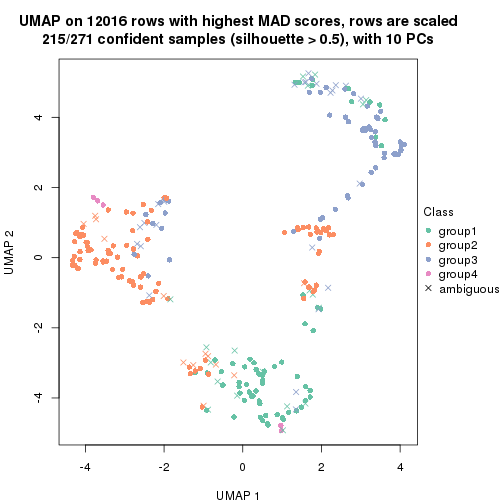 UMAP on 12016 rows with highest MAD scores, rows are scaled
215/271 confident samples (silhouette > 0.5), with 10 PCs
4
2
0
-2
-4
UMAP 2
-4
-2
0
2
4
UMAP 1
Class
group1
group2
group3
group4
ambiguous